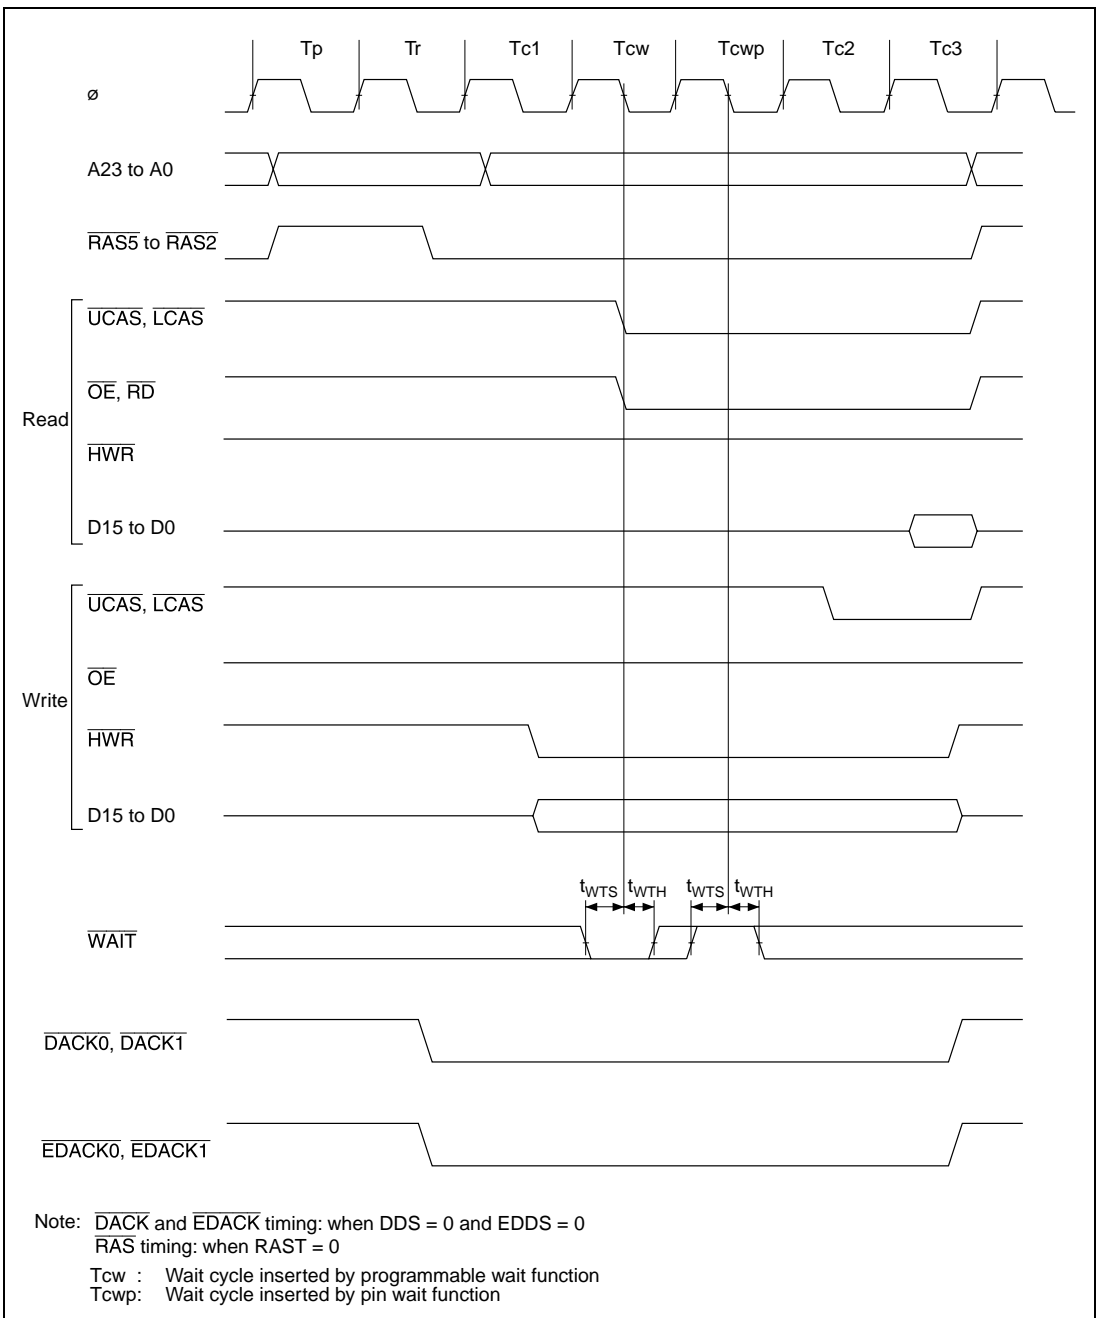 Tp Tr Tc1 Tcw Tcwp Tc2 Tc3
ø
A23 to A0
RAS5 to RAS2
Read
UCAS, LCAS
OE, RD
HWR
D15 to D0
Write
UCAS, LCAS
OE
HWR
D15 to D0
tWTS tWTH tWTS tWTH
WAIT
DACK0, DACK1
EDACK0, EDACK1
Note: DACK and EDACK timing: when DDS = 0 and EDDS = 0
RAS timing: when RAST = 0
Tcw : Wait cycle inserted by programmable wait function
Tcwp: Wait cycle inserted by pin wait function